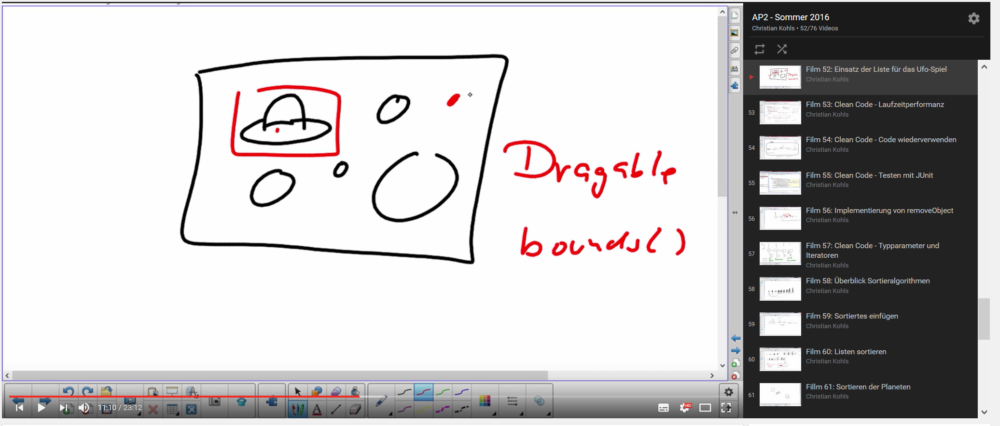 Dragable
bounds()
11:10 / 23:12
HD
AP2 - Sommer 2016
Christian Kohls • 52/76 Videos
Film 52: Einsatz der Liste für das Ufo-Spiel
Christian Kohls
53
Film 53: Clean Code - Laufzeitperformanz
Christian Kohls
54
Film 54: Clean Code - Code wiederverwenden
Christian Kohls
55
Film 55: Clean Code - Testen mit JUnit
Christian Kohls
56
Film 56: Implementierung von removeObject
Christian Kohls
57
Film 57: Clean Code - Typparameter und
Iteratoren
Christian Kohls
58
Film 58: Überblick Sortieralgorithmen
Christian Kohls
59
Film 59: Sortiertes einfügen
Christian Kohls
60
Film 60: Listen sortieren
Christian Kohls
61
Fillm 61: Sortieren der Planeten
Christian Kohls